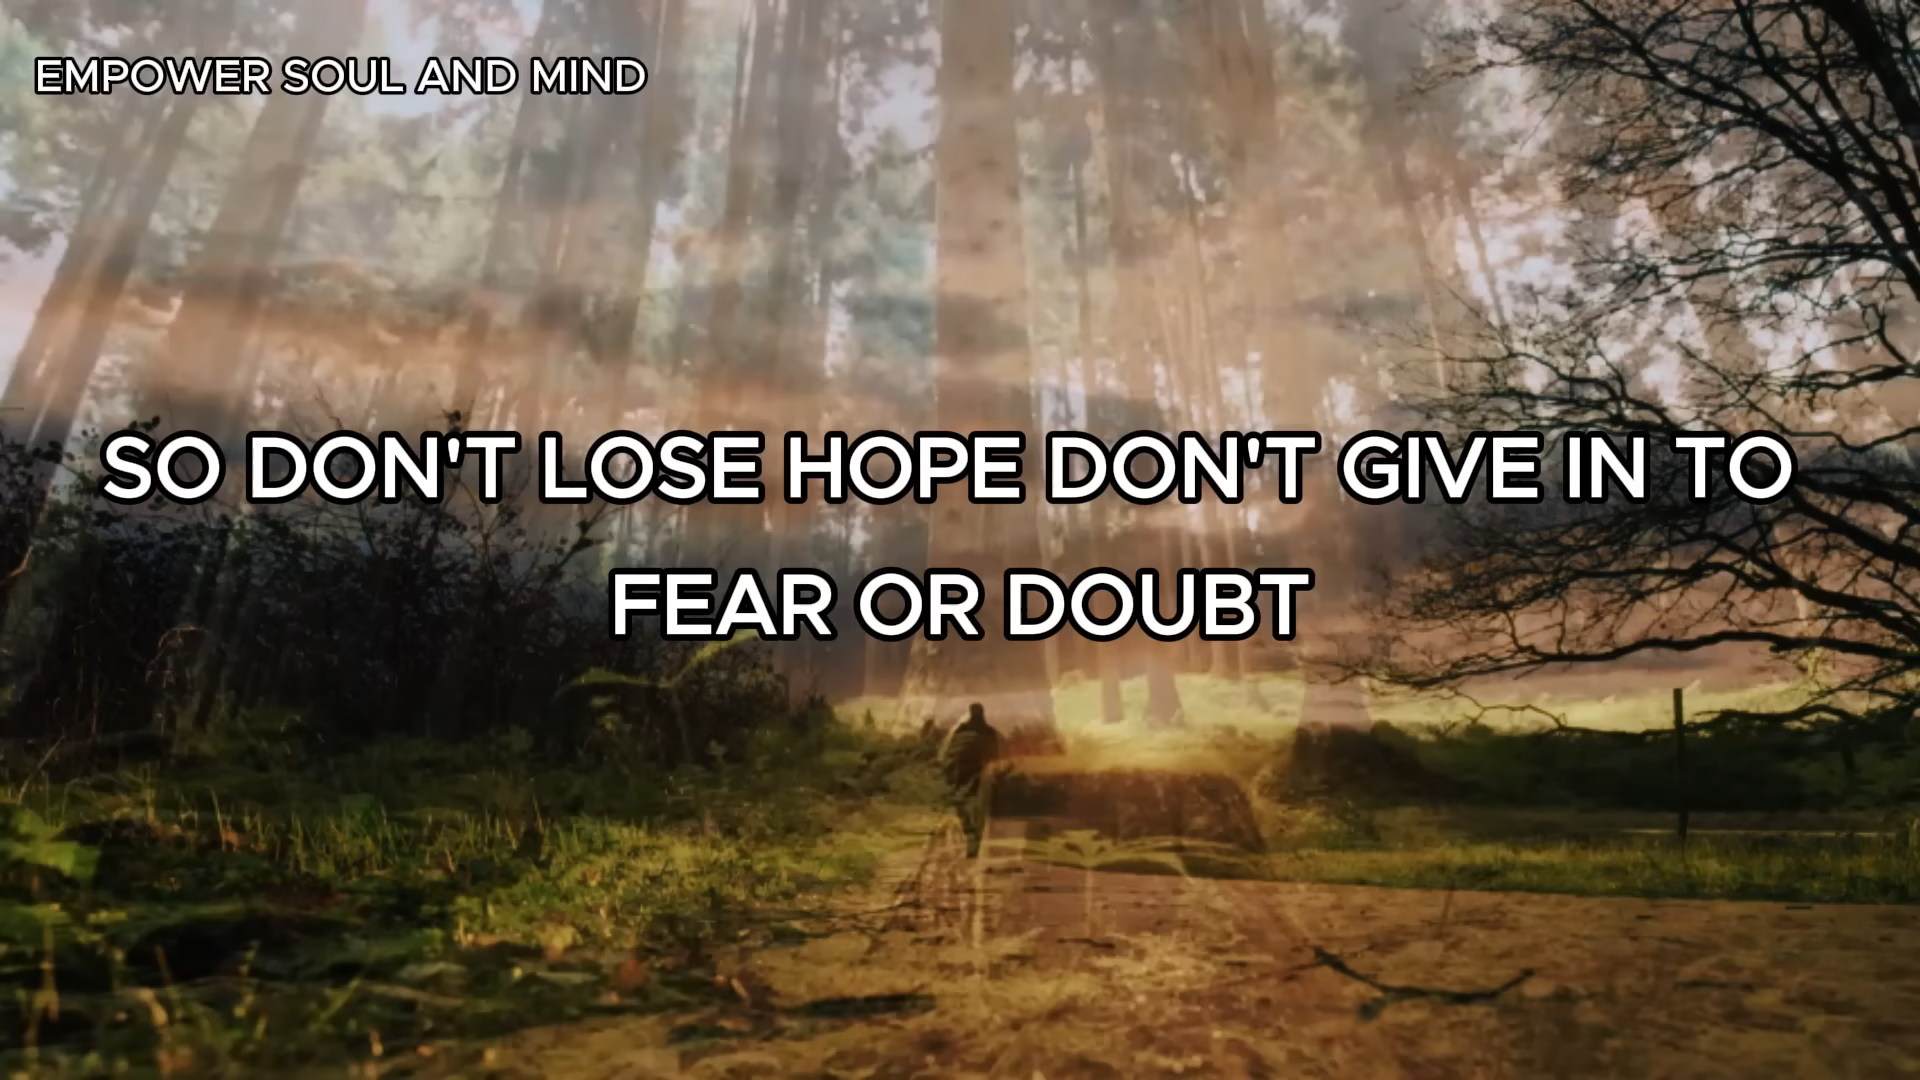 EMPOWER SOUL AND MIND
SO DON'T LOSE HOPE DON'T GIVE IN TO
FEAR OR DOUBT